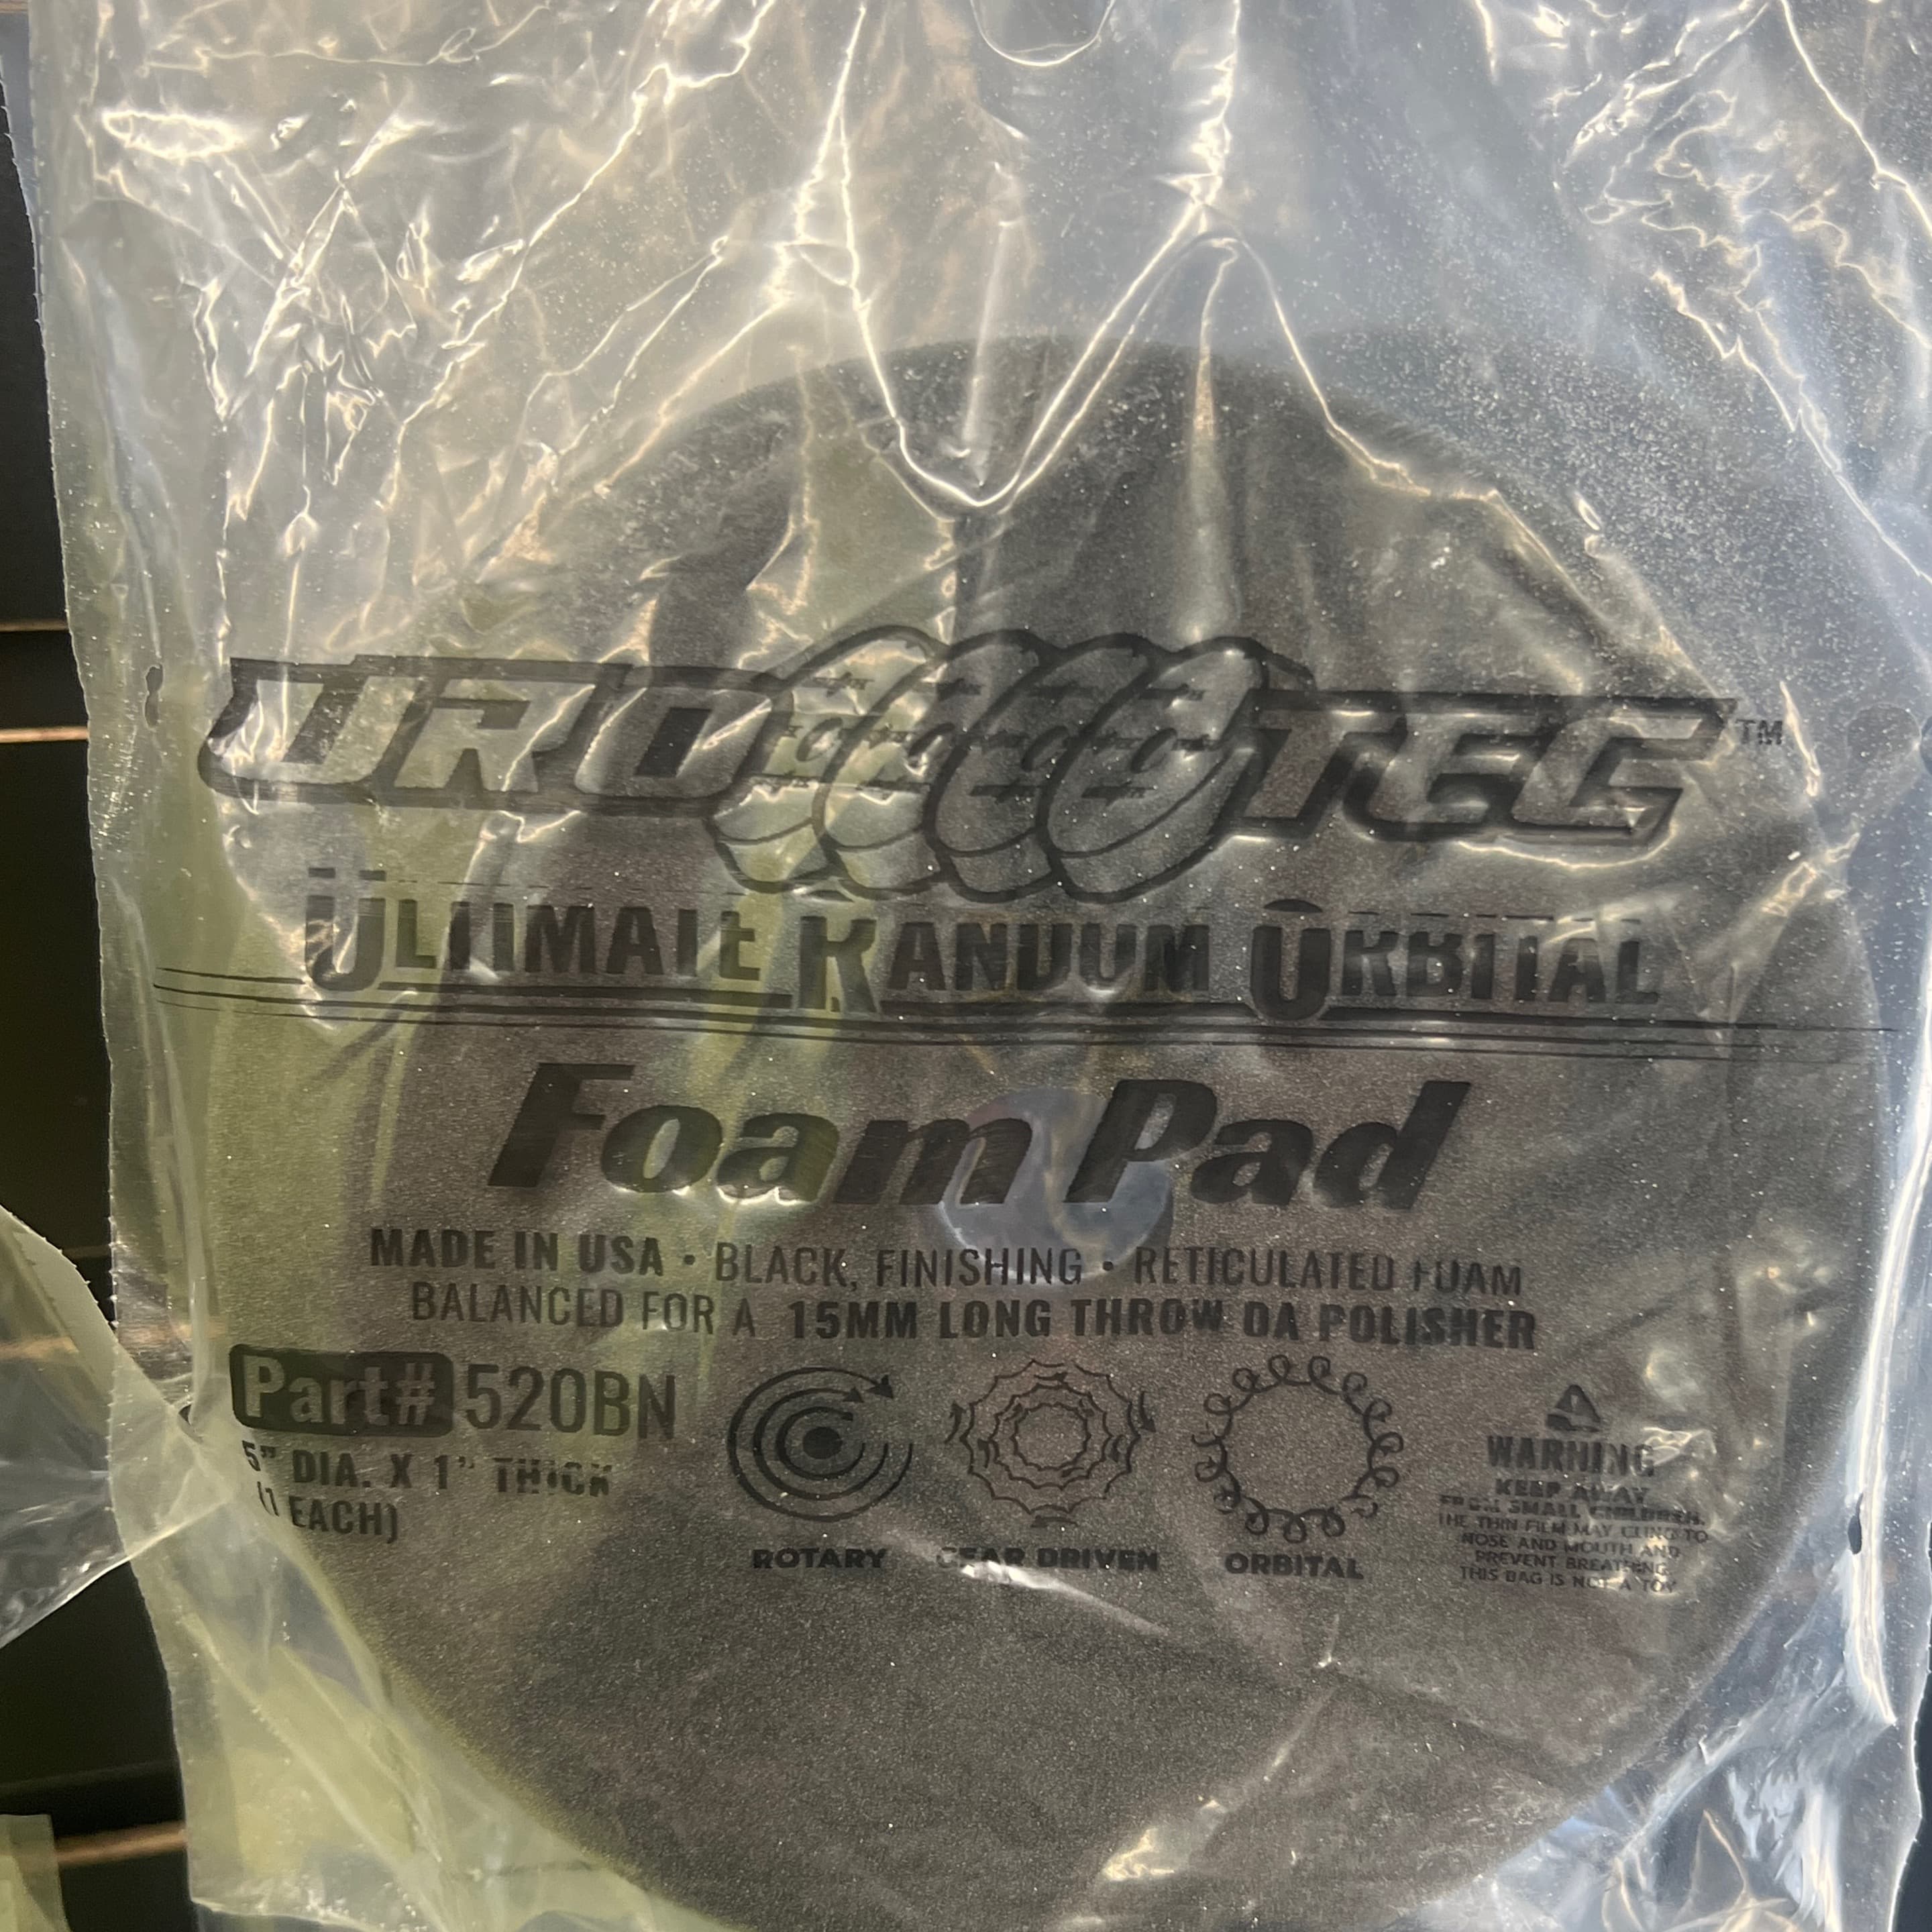 URO TEC™
ULTIMATE RANDOM ORBITAL
Foam Pad
MADE IN USA • BLACK, FINISHING • RETICULATED FOAM
BALANCED FOR A 15MM LONG THROW DA POLISHER
Part# 520BN
5" DIA. X 1" THICK
(1 EACH)
ROTARY
GEAR DRIVEN
ORBITAL
WARNING
KEEP AWAY
FROM SMALL CHILDREN.
THE THIN FILM MAY CLING TO
NOSE AND MOUTH AND
PREVENT BREATHING.
THIS BAG IS NOT A TOY